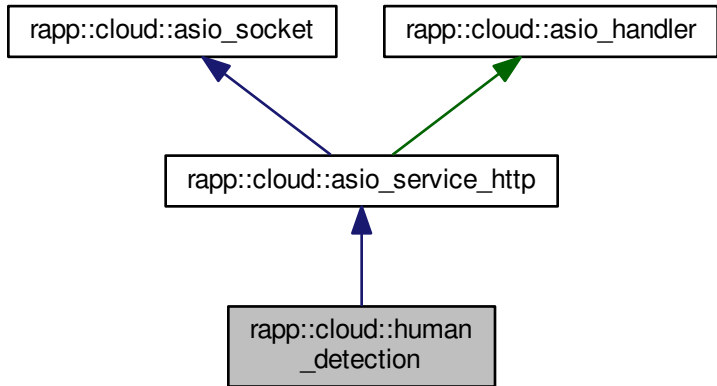 rapp::cloud::asio_socket
rapp::cloud::asio_handler
rapp::cloud::asio_service_http
rapp::cloud::human
_detection